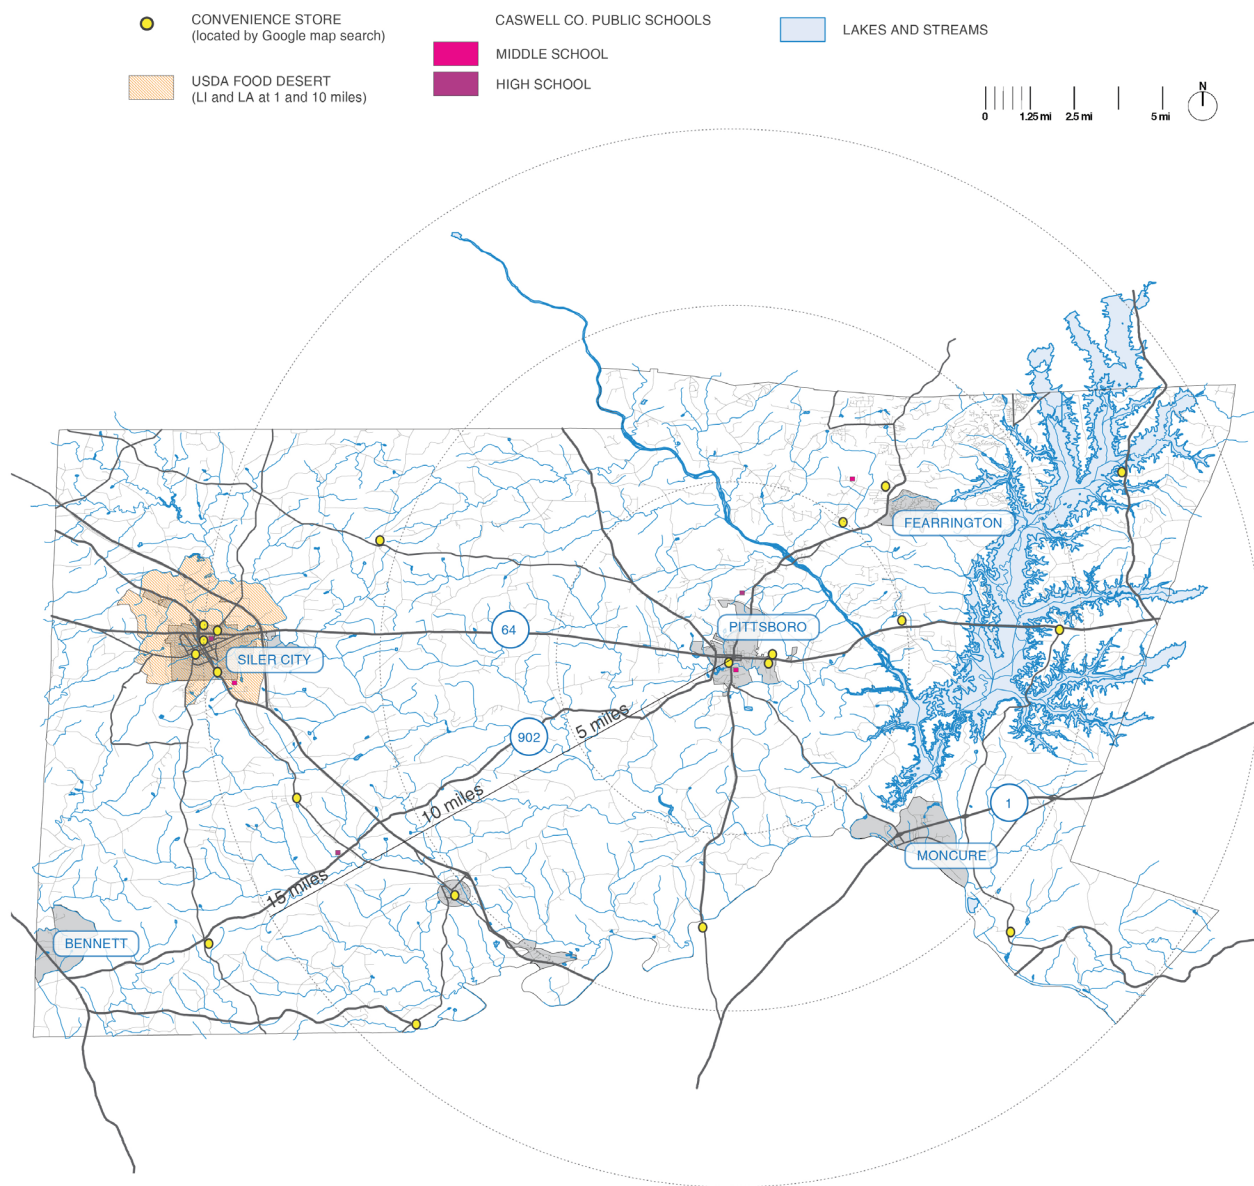 CONVENIENCE STORE
(located by Google map search)
USDA FOOD DESERT
(LI and LA at 1 and 10 miles)
CASWELL CO. PUBLIC SCHOOLS
MIDDLE SCHOOL
HIGH SCHOOL
LAKES AND STREAMS
N
0 1.25 mi 2.5 mi 5 mi
FEARRINGTON
PITTSBORO
64
SILER CITY
902
5 miles
10 miles
1
MONCURE
15 miles
BENNETT